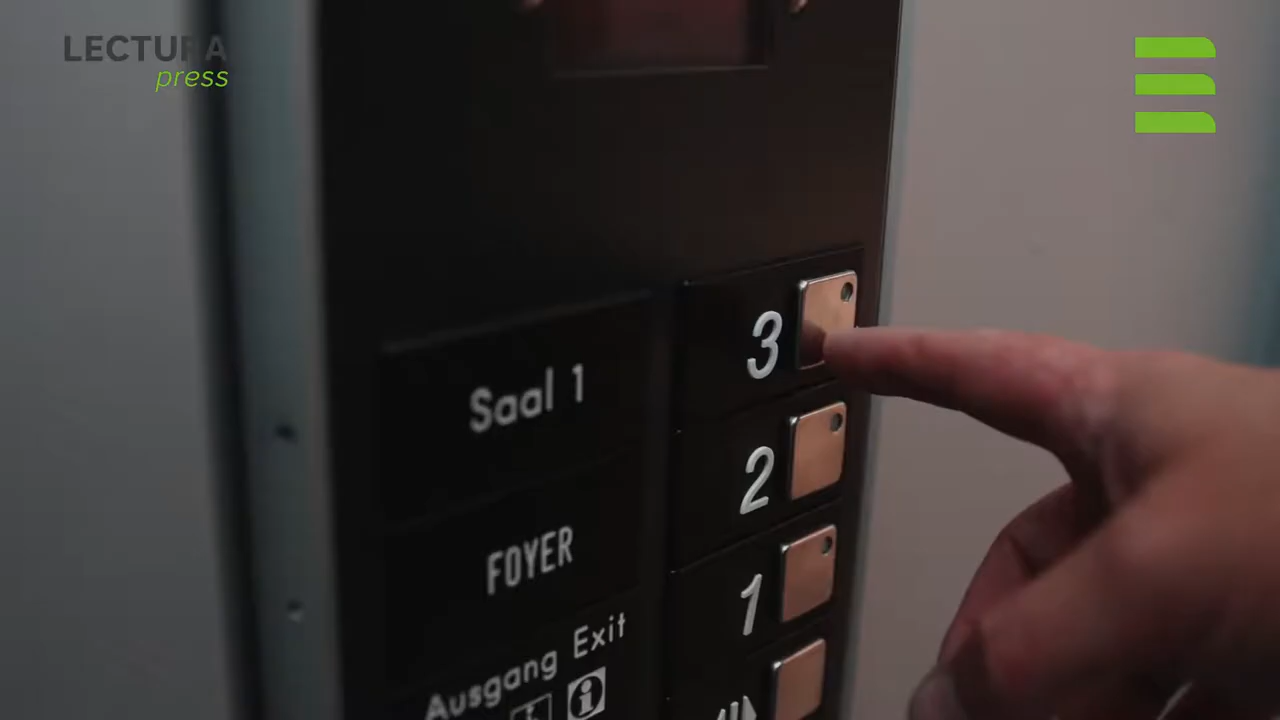 LECTURA
press
3
Saal 1
2
FOYER
1
Ausgang Exit